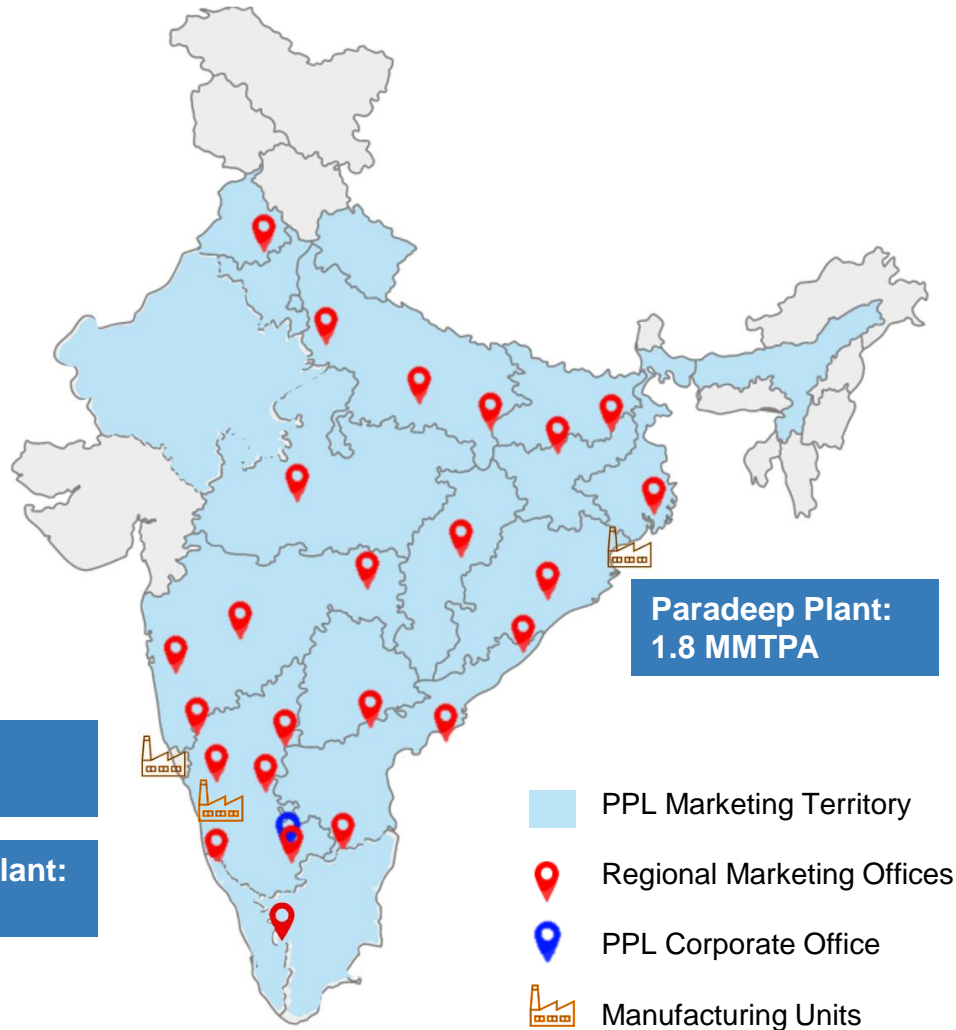 Paradeep Plant:
1.8 MMTPA
lant:
PPL Marketing Territory
Regional Marketing Offices
PPL Corporate Office
Manufacturing Units